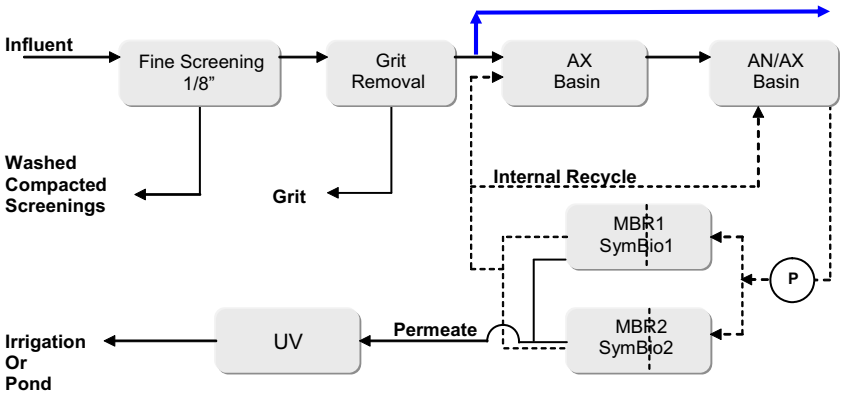 Influent
Fine Screening
1/8”
Grit
Removal
AX
Basin
AN/AX
Basin
Washed
Compacted
Screenings
Grit
Internal Recycle
MBR1
SymBio1
P
MBR2
SymBio2
Permeate
UV
Irrigation
Or
Pond